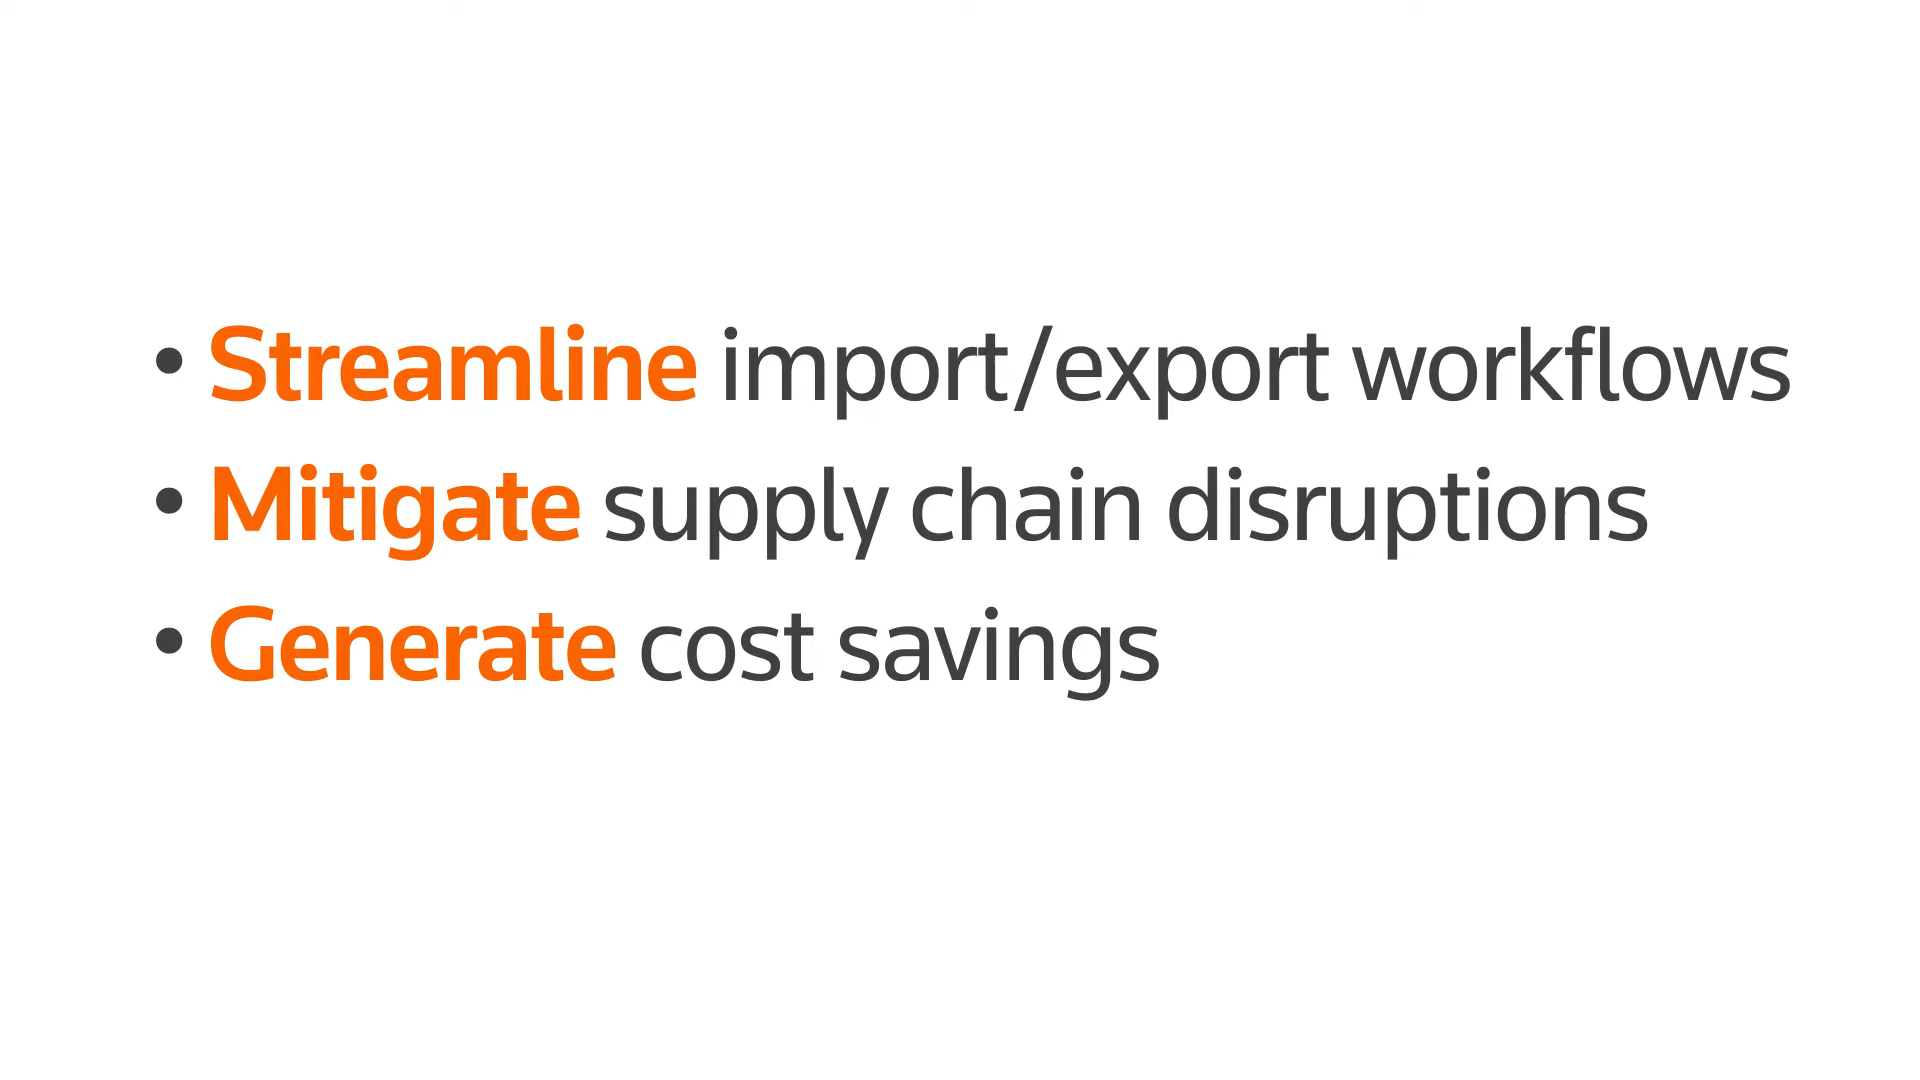 • Streamline import/export workflows
• Mitigate supply chain disruptions
• Generate cost savings